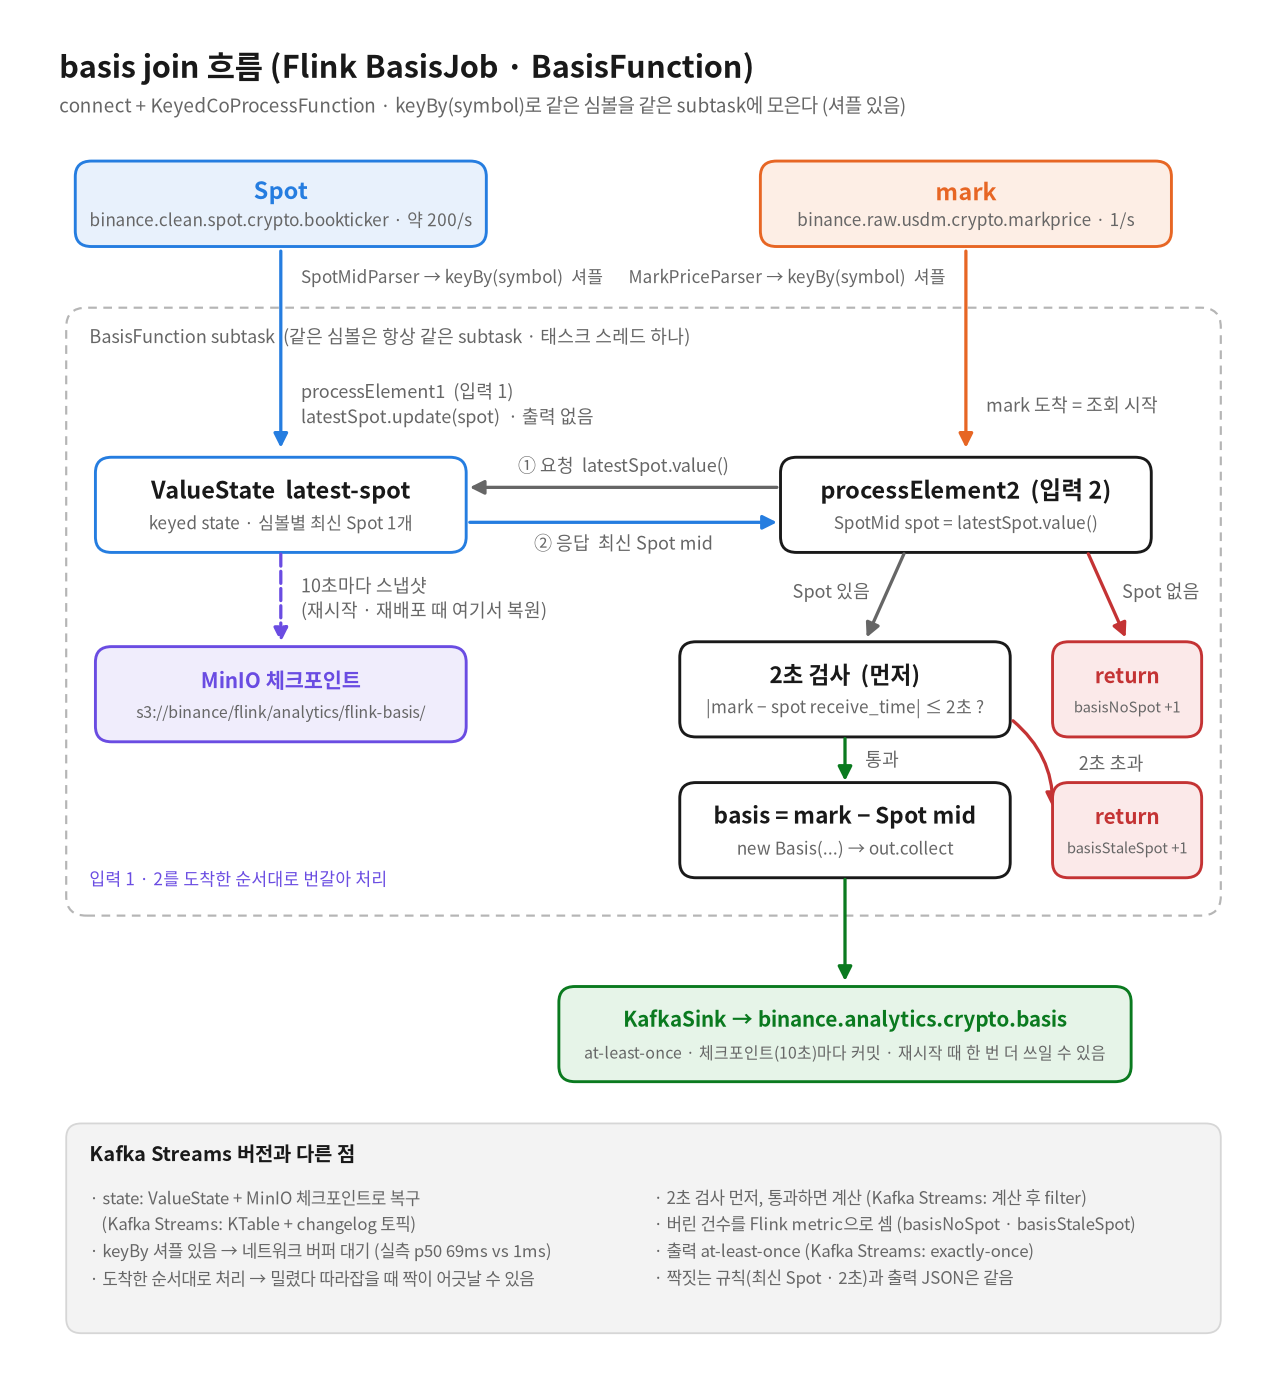 basis join 흐름 (Flink BasisJob · BasisFunction)
connect + KeyedCoProcessFunction · keyBy(symbol)로 같은 심볼을 같은 subtask에 모은다 (셔플 있음)
Spot
binance.clean.spot.crypto.bookticker · 약 200/s
mark
binance.raw.usdm.crypto.markprice · 1/s
SpotMidParser → keyBy(symbol) 셔플
MarkPriceParser → keyBy(symbol) 셔플
BasisFunction subtask (같은 심볼은 항상 같은 subtask · 태스크 스레드 하나)
processElement1 (입력 1)
latestSpot.update(spot) · 출력 없음
mark 도착 = 조회 시작
① 요청 latestSpot.value()
ValueState latest-spot
keyed state · 심볼별 최신 Spot 1개
processElement2 (입력 2)
SpotMid spot = latestSpot.value()
② 응답 최신 Spot mid
10초마다 스냅샷
(재시작 · 재배포 때 여기서 복원)
Spot 있음
Spot 없음
MinIO 체크포인트
s3://binance/flink/analytics/flink-basis/
2초 검사 (먼저)
|mark − spot receive_time| ≤ 2초 ?
return
basisNoSpot +1
통과
2초 초과
basis = mark − Spot mid
new Basis(...) → out.collect
return
basisStaleSpot +1
입력 1 · 2를 도착한 순서대로 번갈아 처리
KafkaSink → binance.analytics.crypto.basis
at-least-once · 체크포인트(10초)마다 커밋 · 재시작 때 한 번 더 쓰일 수 있음
Kafka Streams 버전과 다른 점
· state: ValueState + MinIO 체크포인트로 복구
(Kafka Streams: KTable + changelog 토픽)
· keyBy 셔플 있음 → 네트워크 버퍼 대기 (실측 p50 69ms vs 1ms)
· 도착한 순서대로 처리 → 밀렸다 따라잡을 때 짝이 어긋날 수 있음
· 2초 검사 먼저, 통과하면 계산 (Kafka Streams: 계산 후 filter)
· 버린 건수를 Flink metric으로 셈 (basisNoSpot · basisStaleSpot)
· 출력 at-least-once (Kafka Streams: exactly-once)
· 짝짓는 규칙(최신 Spot · 2초)과 출력 JSON은 같음